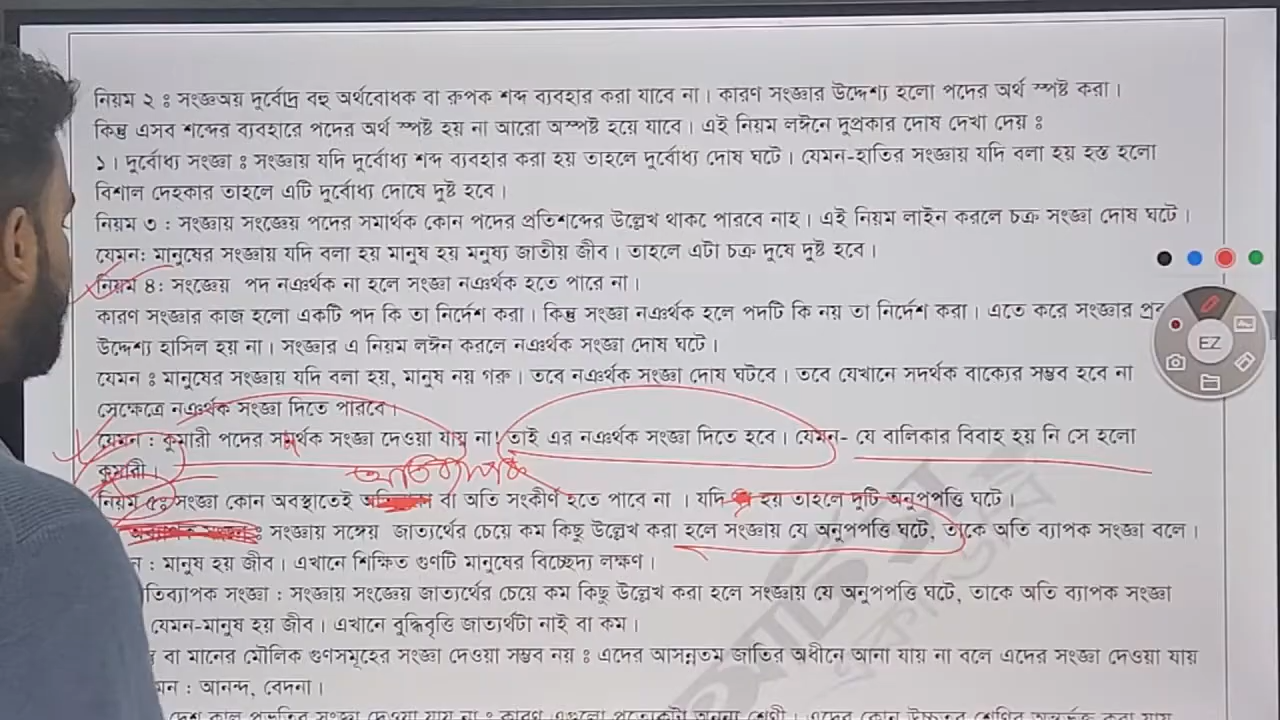 নিয়ম ২ ঃ সংজ্ঞঅয় দুর্বোদ্র বহু অর্থবোধক বা রুপক শব্দ ব্যবহার করা যাবে না। কারণ সংজ্ঞার উদ্দেশ্য হলো পদের অর্থ স্পষ্ট করা।
কিন্তু এসব শব্দের ব্যবহারে পদের অর্থ স্পষ্ট হয় না আরো অস্পষ্ট হয়ে যাবে। এই নিয়ম লঙ্গনে দুপ্রকার দোষ দেখা দেয় ঃ
১। দুর্বোধ্য সংজ্ঞা ঃ সংজ্ঞায় যদি দুর্বোধ্য শব্দ ব্যবহার করা হয় তাহলে দুর্বোধ্য দোষ ঘটে। যেমন-হাতির সংজ্ঞায় যদি বলা হয় হস্ত হলো
বিশাল দেহকার তাহলে এটি দুর্বোধ্য দোষে দুষ্ট হবে।
নিয়ম ৩ : সংজ্ঞায় সংজ্ঞেয় পদের সমার্থক কোন পদের প্রতিশব্দের উল্লেখ থাকতে পারবে নাহ। এই নিয়ম লাইন করলে চক্র সংজ্ঞা দোষ ঘটে।
যেমন: মানুষের সংজ্ঞায় যদি বলা হয় মানুষ হয় মনুষ্য জাতীয় জীব। তাহলে এটা চক্র দুষে দুষ্ট হবে।
নিয়ম ৪: সংজ্ঞেয় পদ নঞর্থক না হলে সংজ্ঞা নঞর্থক হতে পারে না।
কারণ সংজ্ঞার কাজ হলো একটি পদ কি তা নির্দেশ করা। কিন্তু সংজ্ঞা নঞর্থক হলে পদটি কি নয় তা নির্দেশ করা। এতে করে সংজ্ঞার
উদ্দেশ্য হাসিল হয় না। সংজ্ঞার এ নিয়ম লঙ্গন করলে নঞর্থক সংজ্ঞা দোষ ঘটে।
যেমন ঃ মানুষের সংজ্ঞায় যদি বলা হয়, মানুষ নয় গরু। তবে নঞর্থক সংজ্ঞা দোষ ঘটবে। তবে যেখানে সদর্থক বাক্যের সম্ভব হবে না
সেক্ষেত্রে নঞর্থক সংজ্ঞা দিতে পারবে।
যেমন : কুমারী পদের সদর্থক সংজ্ঞা দেওয়া যায় না। তাই এর নঞর্থক সংজ্ঞা দিতে হবে। যেমন- যে বালিকার বিবাহ হয় নি সে হলো
কুমারী। অতিব্যাপক
নিয়ম ৫ঃ সংজ্ঞা কোন অবস্থাতেই বা অতি সংকীর্ণ হতে পাবে না । যদি হয় তাহলে দুটি অনুপপত্তি ঘটে।
ঃ সংজ্ঞায় সঙ্গেয় জাত্যর্থের চেয়ে কম কিছু উল্লেখ করা হলে সংজ্ঞায় যে অনুপপত্তি ঘটে, তাকে অতি ব্যাপক সংজ্ঞা বলে।
: মানুষ হয় জীব। এখানে শিক্ষিত গুণটি মানুষের বিচ্ছেদ্য লক্ষণ।
তিব্যাপক সংজ্ঞা : সংজ্ঞায় সংজ্ঞেয় জাত্যর্থের চেয়ে কম কিছু উল্লেখ করা হলে সংজ্ঞায় যে অনুপপত্তি ঘটে, তাকে অতি ব্যাপক সংজ্ঞা
যেমন-মানুষ হয় জীব। এখানে বুদ্ধিবৃত্তি জাত্যর্থটা নাই বা কম।
বা মানের মৌলিক গুণসমূহের সংজ্ঞা দেওয়া সম্ভব নয় ঃ এদের আসন্নতম জাতির অধীনে আনা যায় না বলে এদের সংজ্ঞা দেওয়া যায়
মন : আনন্দ, বেদনা।
EZ